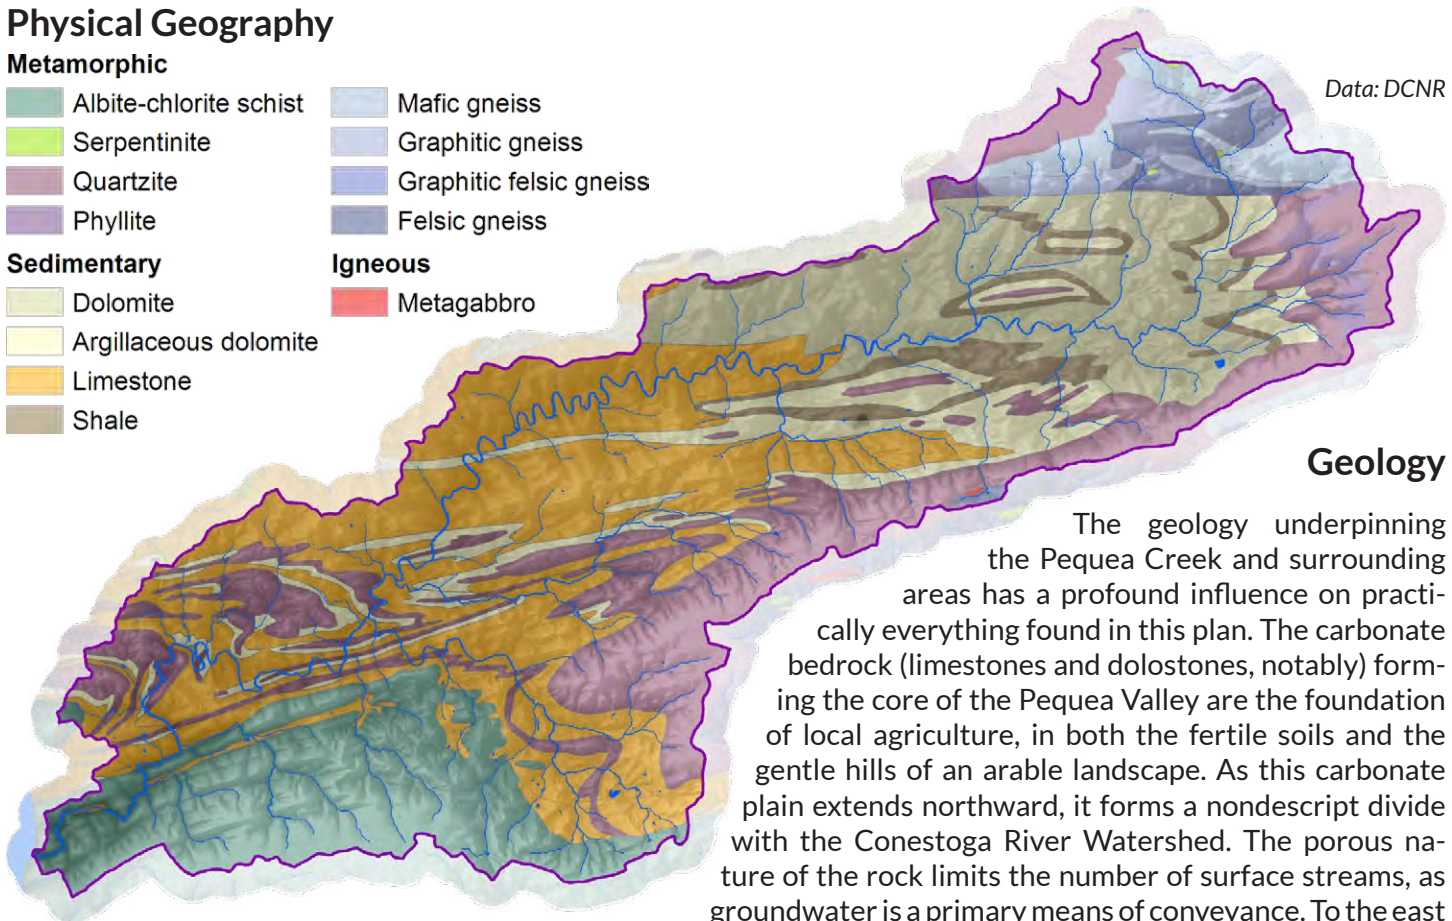 Physical Geography
Metamorphic
Albite-chlorite schist
Serpentinite
Quartzite
Phyllite
Mafic gneiss
Graphitic gneiss
Graphitic felsic gneiss
Felsic gneiss
Sedimentary
Dolomite
Argillaceous dolomite
Limestone
Shale
Igneous
Metagabbro
Data: DCNR
Geology
The geology underpinning
the Pequea Creek and surrounding
areas has a profound influence on practi-
cally everything found in this plan. The carbonate
bedrock (limestones and dolostones, notably) form-
ing the core of the Pequea Valley are the foundation
of local agriculture, in both the fertile soils and the
gentle hills of an arable landscape. As this carbonate
plain extends northward, it forms a nondescript divide
with the Conestoga River Watershed. The porous na-
ture of the rock limits the number of surface streams, as
groundwater is a primary means of conveyance. To the east